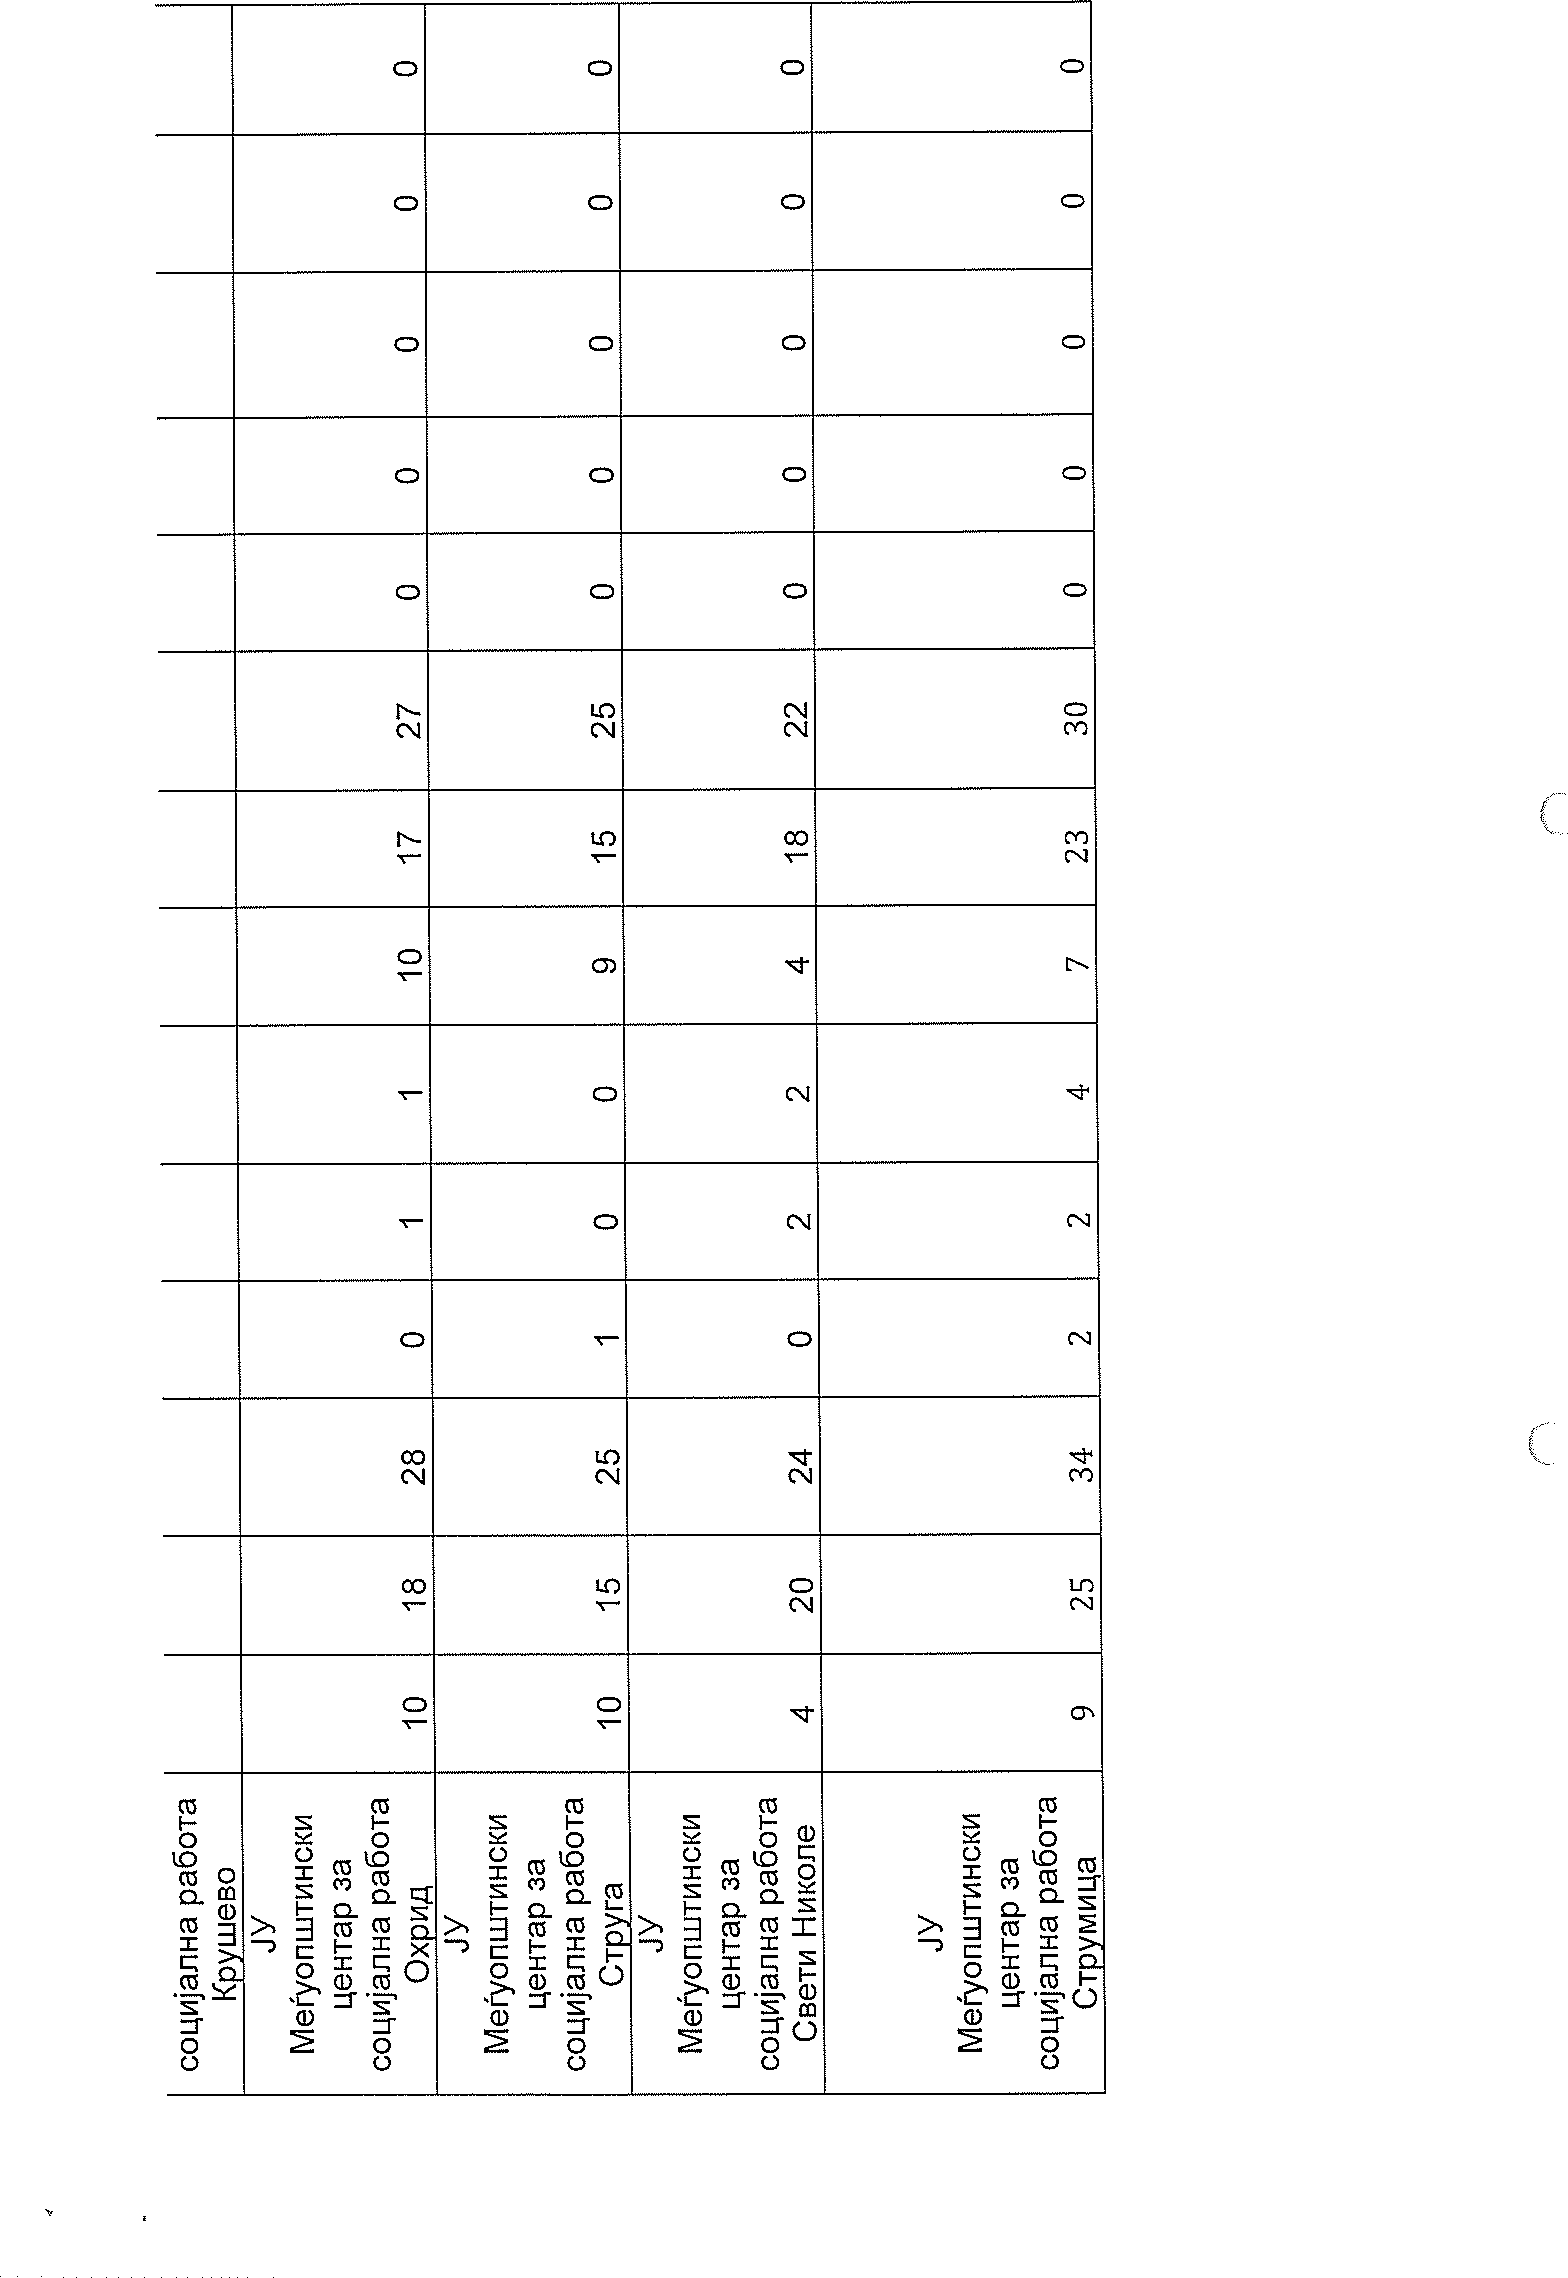 социјална работа
Крушево
ЈУ
Меѓуопштински
центар за
социјална работа
Охрид 10 18 28 0 1 1 10 17 27 0 0 0 0 0
ЈУ
Меѓуопштински
центар за
социјална работа
Струга 10 15 25 1 0 0 9 15 25 0 0 0 0 0
ЈУ
Меѓуопштински
центар за
социјална работа
Свети Николе 4 20 24 0 2 2 4 18 22 0 0 0 0 0
ЈУ
Меѓуопштински
центар за
социјална работа
Струмица 9 25 34 2 2 4 7 23 30 0 0 0 0 0